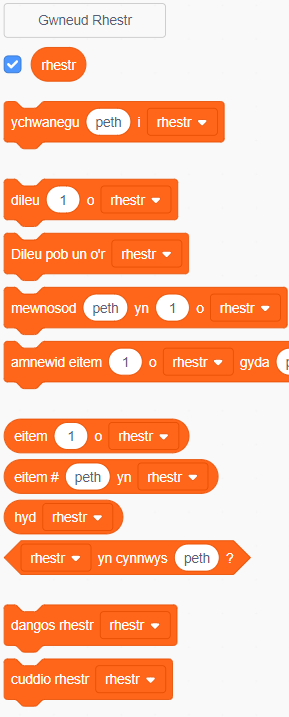 Gwneud Rhestr
rhestr
ychwanegu peth i rhestr
dileu 1 o rhestr
Dileu pob un o'r rhestr
mewnosod peth yn 1 o rhestr
amnewid eitem 1 o rhestr gyda
eitem 1 o rhestr
eitem # peth yn rhestr
hyd rhestr
rhestr yn cynnwys peth ?
dangos rhestr rhestr
cuddio rhestr rhestr